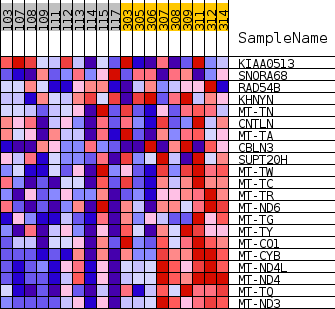 103 107 108 109 111 112 113 114 115 117 303 305 306 307 308 309 311 312 314
SampleName
KIAA0513
SNORA68
RAD54B
KHNYN
MT-TN
CNTLN
MT-TA
CBLN3
SUPT20H
MT-TW
MT-TC
MT-TR
MT-ND6
MT-TG
MT-TY
MT-CO1
MT-CYB
MT-ND4L
MT-ND4
MT-TQ
MT-ND3